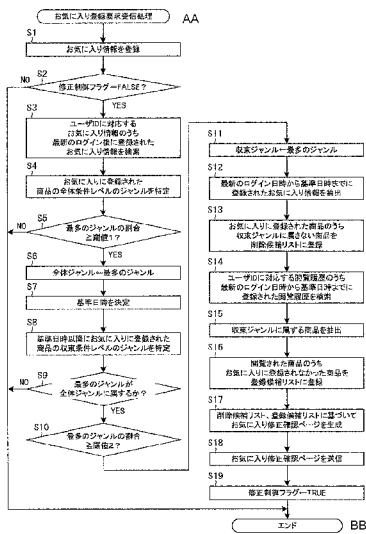 お気に入り登録要求受信処理
AA
S1
お気に入り情報を登録
S2
修正制御フラグ=FALSE?
NO
YES
S3
ユーザIDに対応する
お気に入り情報のうち
最新のログイン後に登録された
お気に入り情報を検索
S4
お気に入りに登録された
商品の全体条件レベルのジャンルを特定
S5
最多のジャンルの割合
≧閾値1?
NO
YES
S6
全体ジャンル←最多のジャンル
S7
基準日時を決定
S8
基準日時以降にお気に入りに登録された
商品の収束条件レベルのジャンルを特定
S9
最多のジャンルが
全体ジャンルに属するか?
NO
YES
S10
最多のジャンルの割合
≧閾値2?
S11
収束ジャンル←最多のジャンル
S12
最新のログイン日時から基準日時までに
登録されたお気に入り情報を抽出
S13
お気に入りに登録された商品のうち
収束ジャンルに属さない商品を
削除候補リストに登録
S14
ユーザIDに対応する閲覧履歴のうち
最新のログイン日時から基準日時までに
登録された閲覧履歴を検索
S15
収束ジャンルに属する商品を抽出
S16
閲覧された商品のうち
お気に入りに登録されなかった商品を
登録候補リストに登録
S17
削除候補リスト、登録候補リストに基づいて
お気に入り修正確認ページを生成
S18
お気に入り修正確認ページを送信
S19
修正制御フラグ←TRUE
エンド
BB